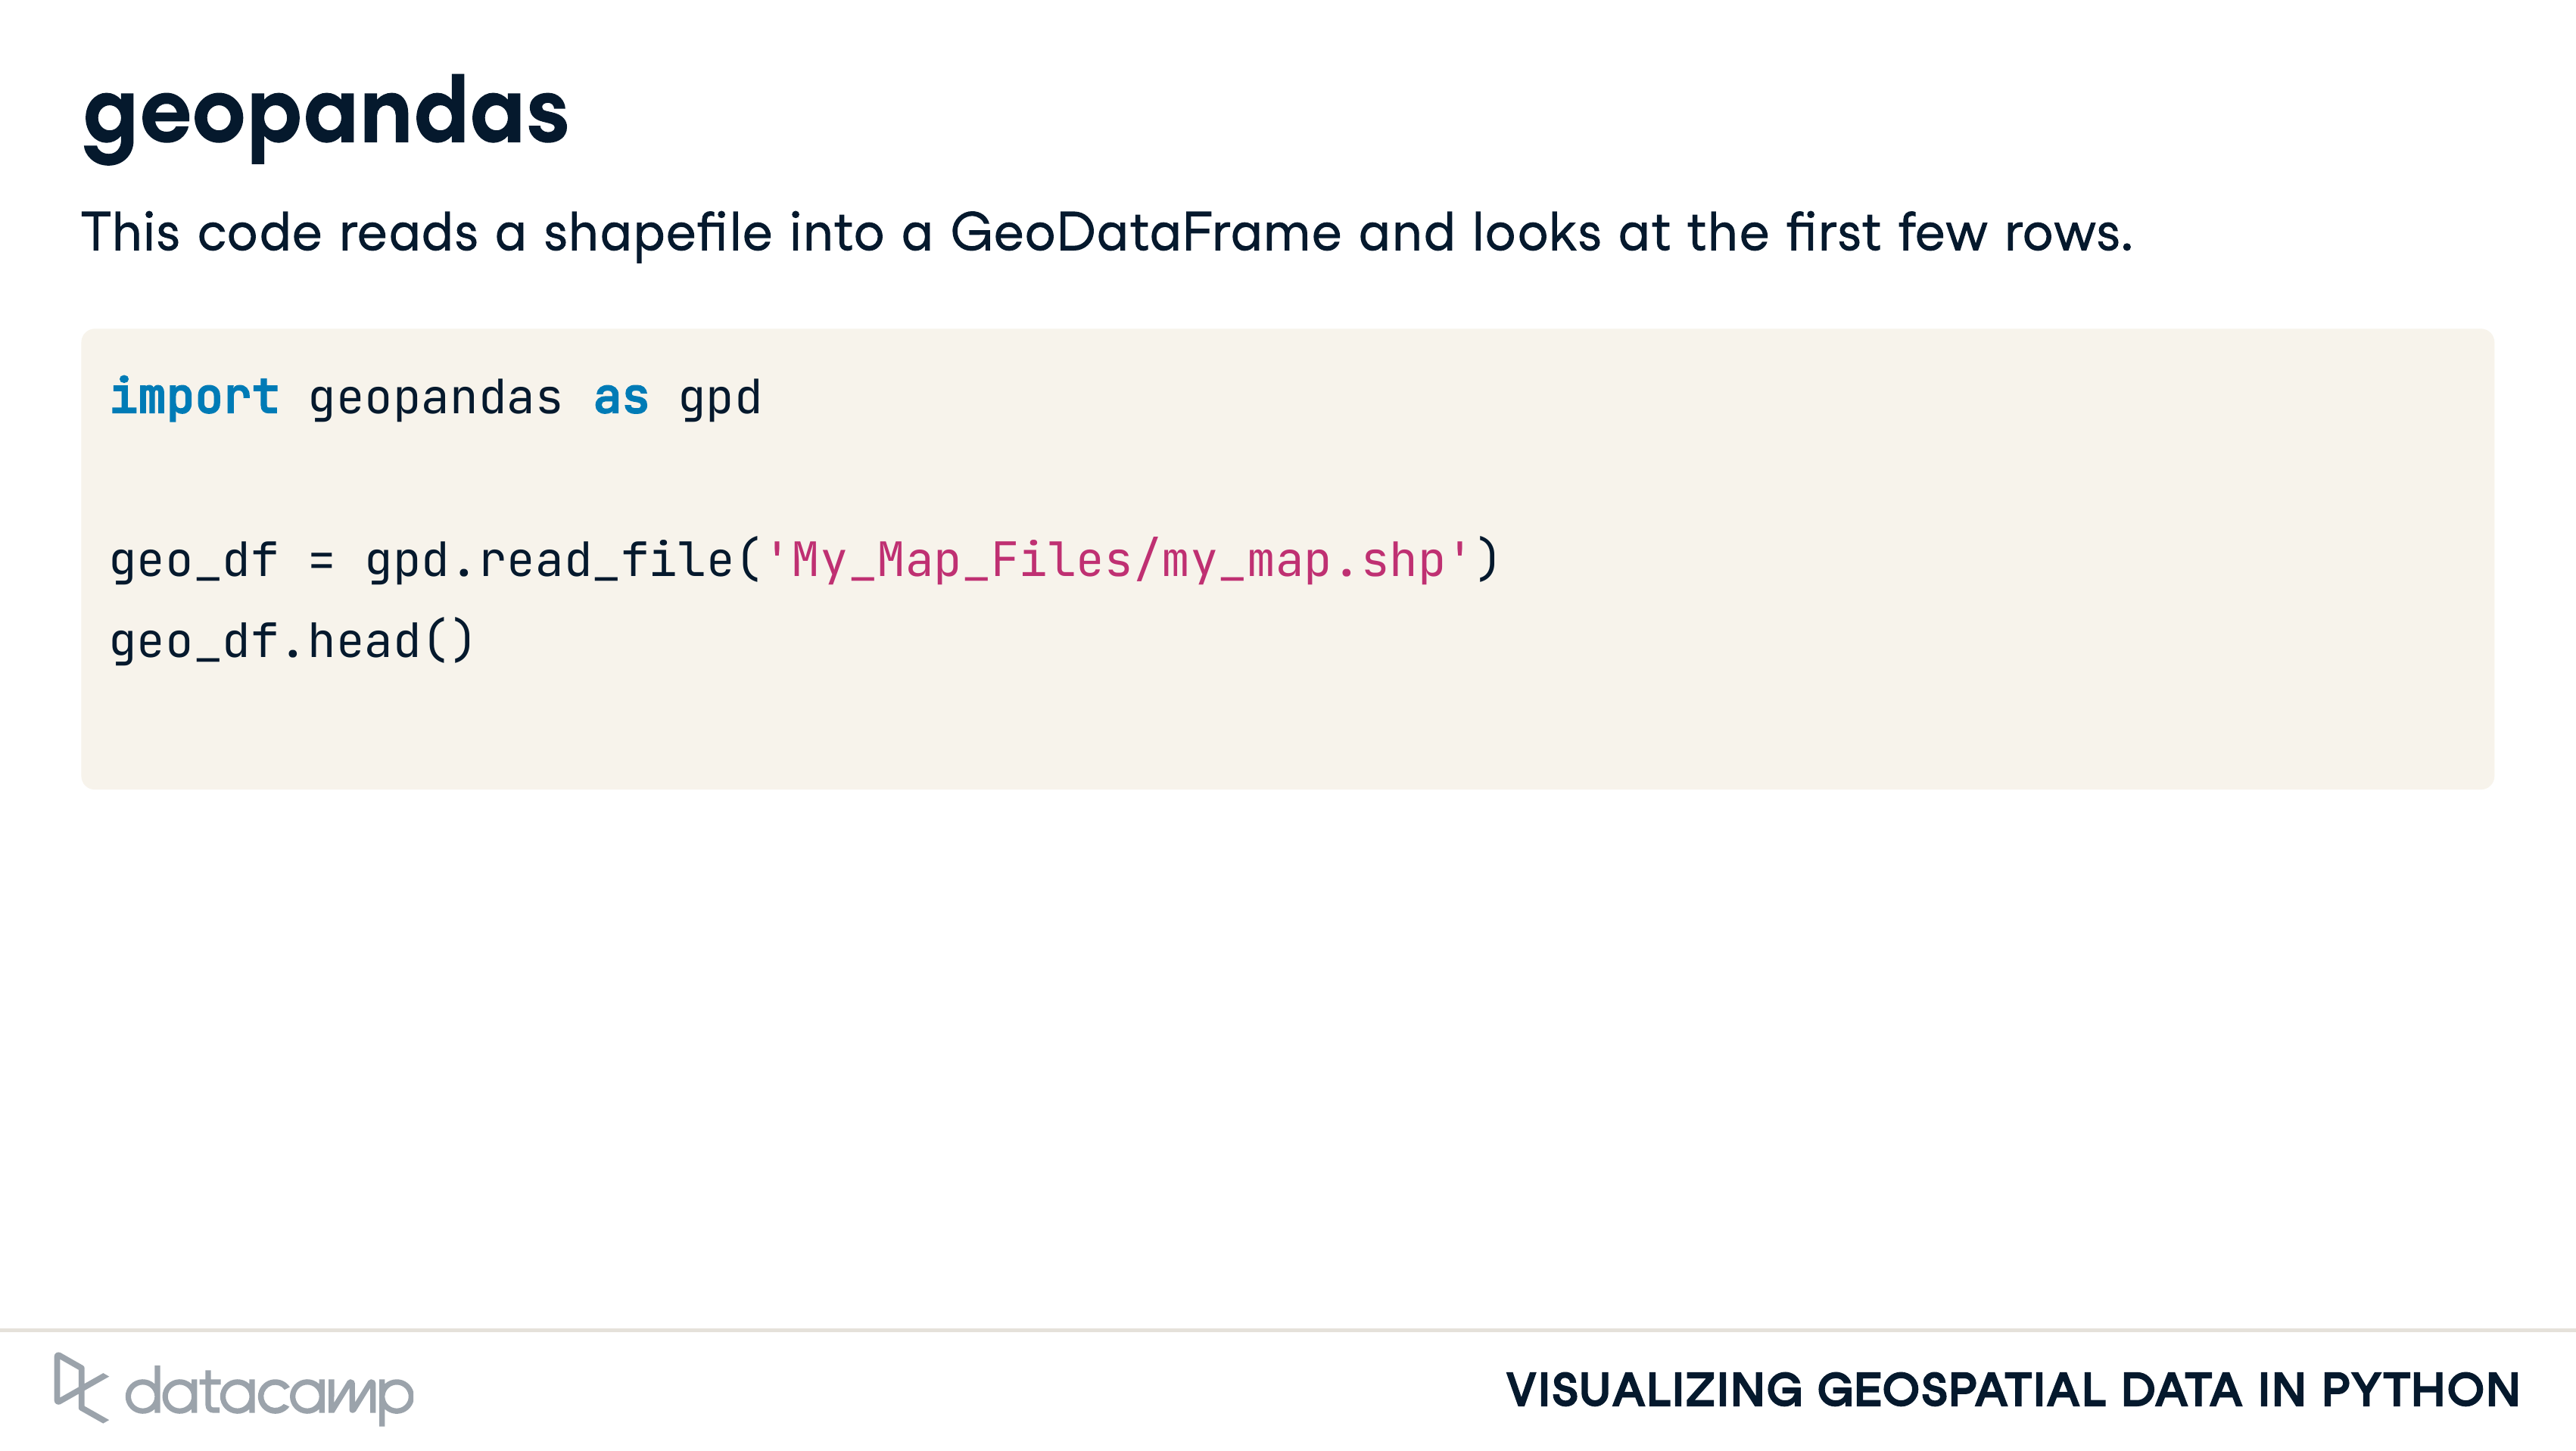 geopandas
This code reads a shapefile into a GeoDataFrame and looks at the first few rows.
import geopandas as gpd
geo_df = gpd.read_file('My_Map_Files/my_map.shp')
geo_df.head()
datacamp
VISUALIZING GEOSPATIAL DATA IN PYTHON